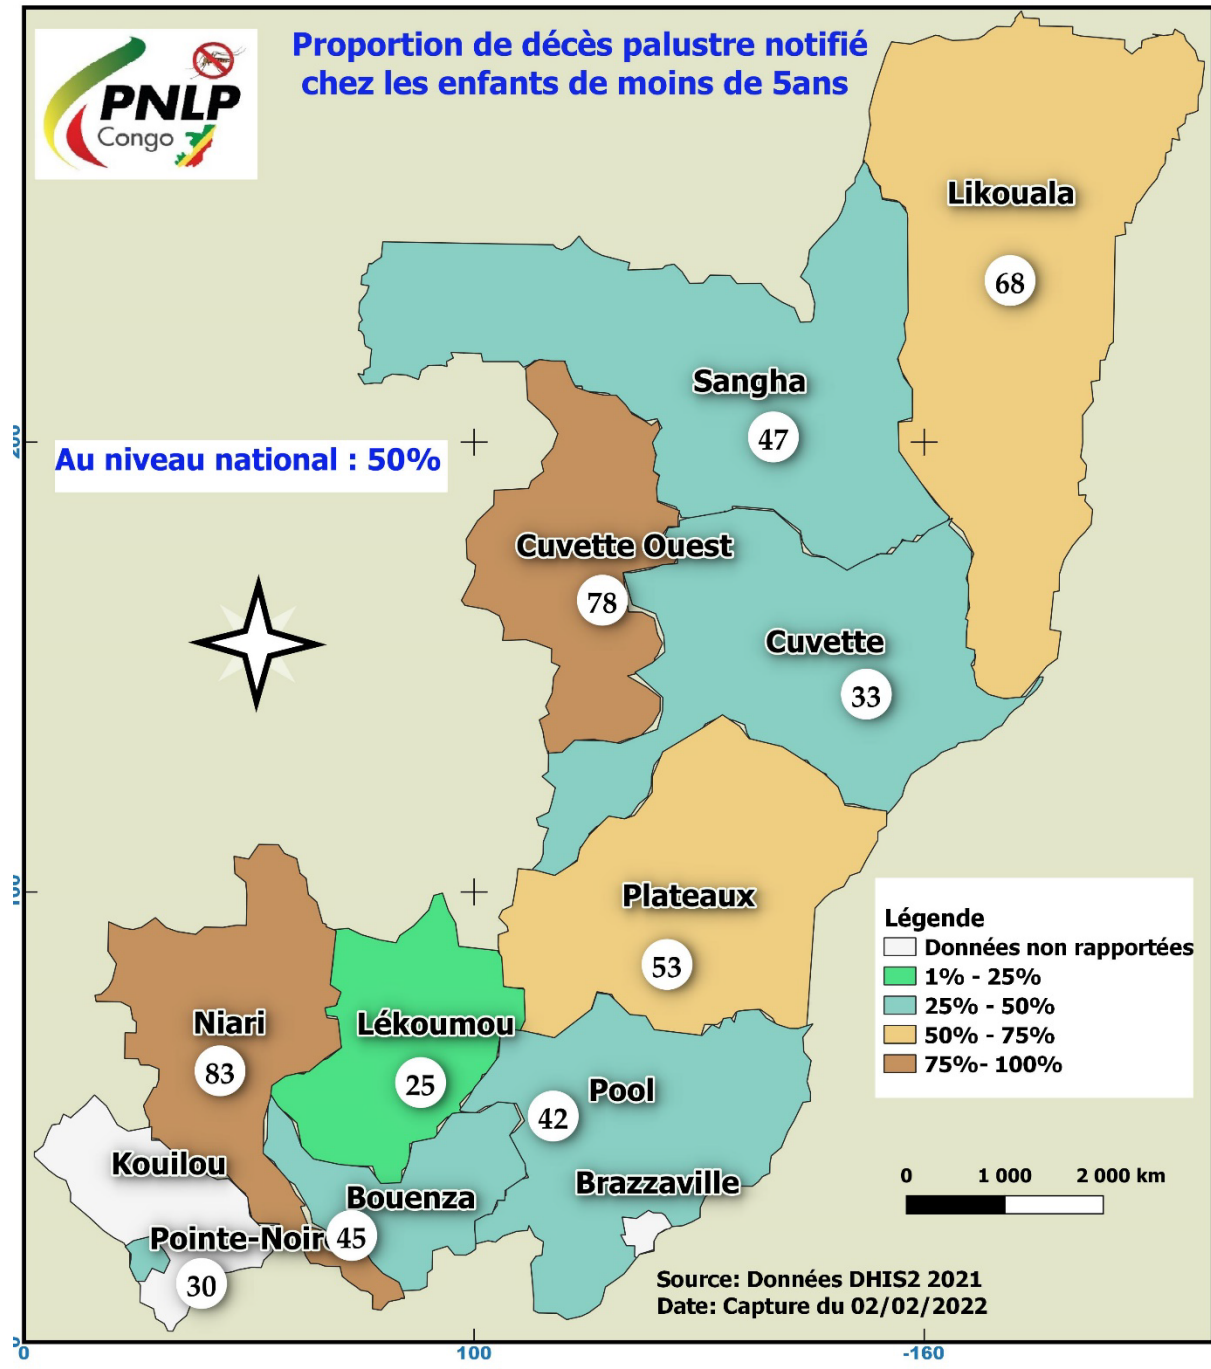 Proportion de décès palustre notifié
chez les enfants de moins de 5ans
PNLP
Congo
Likouala
68
Sangha
47
200
Au niveau national : 50%
Cuvette Ouest
78
Cuvette
33
Plateaux
53
Légende
Données non rapportées
1% - 25%
25% - 50%
50% - 75%
75%- 100%
Niari
83
Lékoumou
25
Pool
42
Kouilou
Bouenza
45
Brazzaville
Pointe-Noire
30
0 1 000 2 000 km
Source: Données DHIS2 2021
Date: Capture du 02/02/2022
0 100 -160